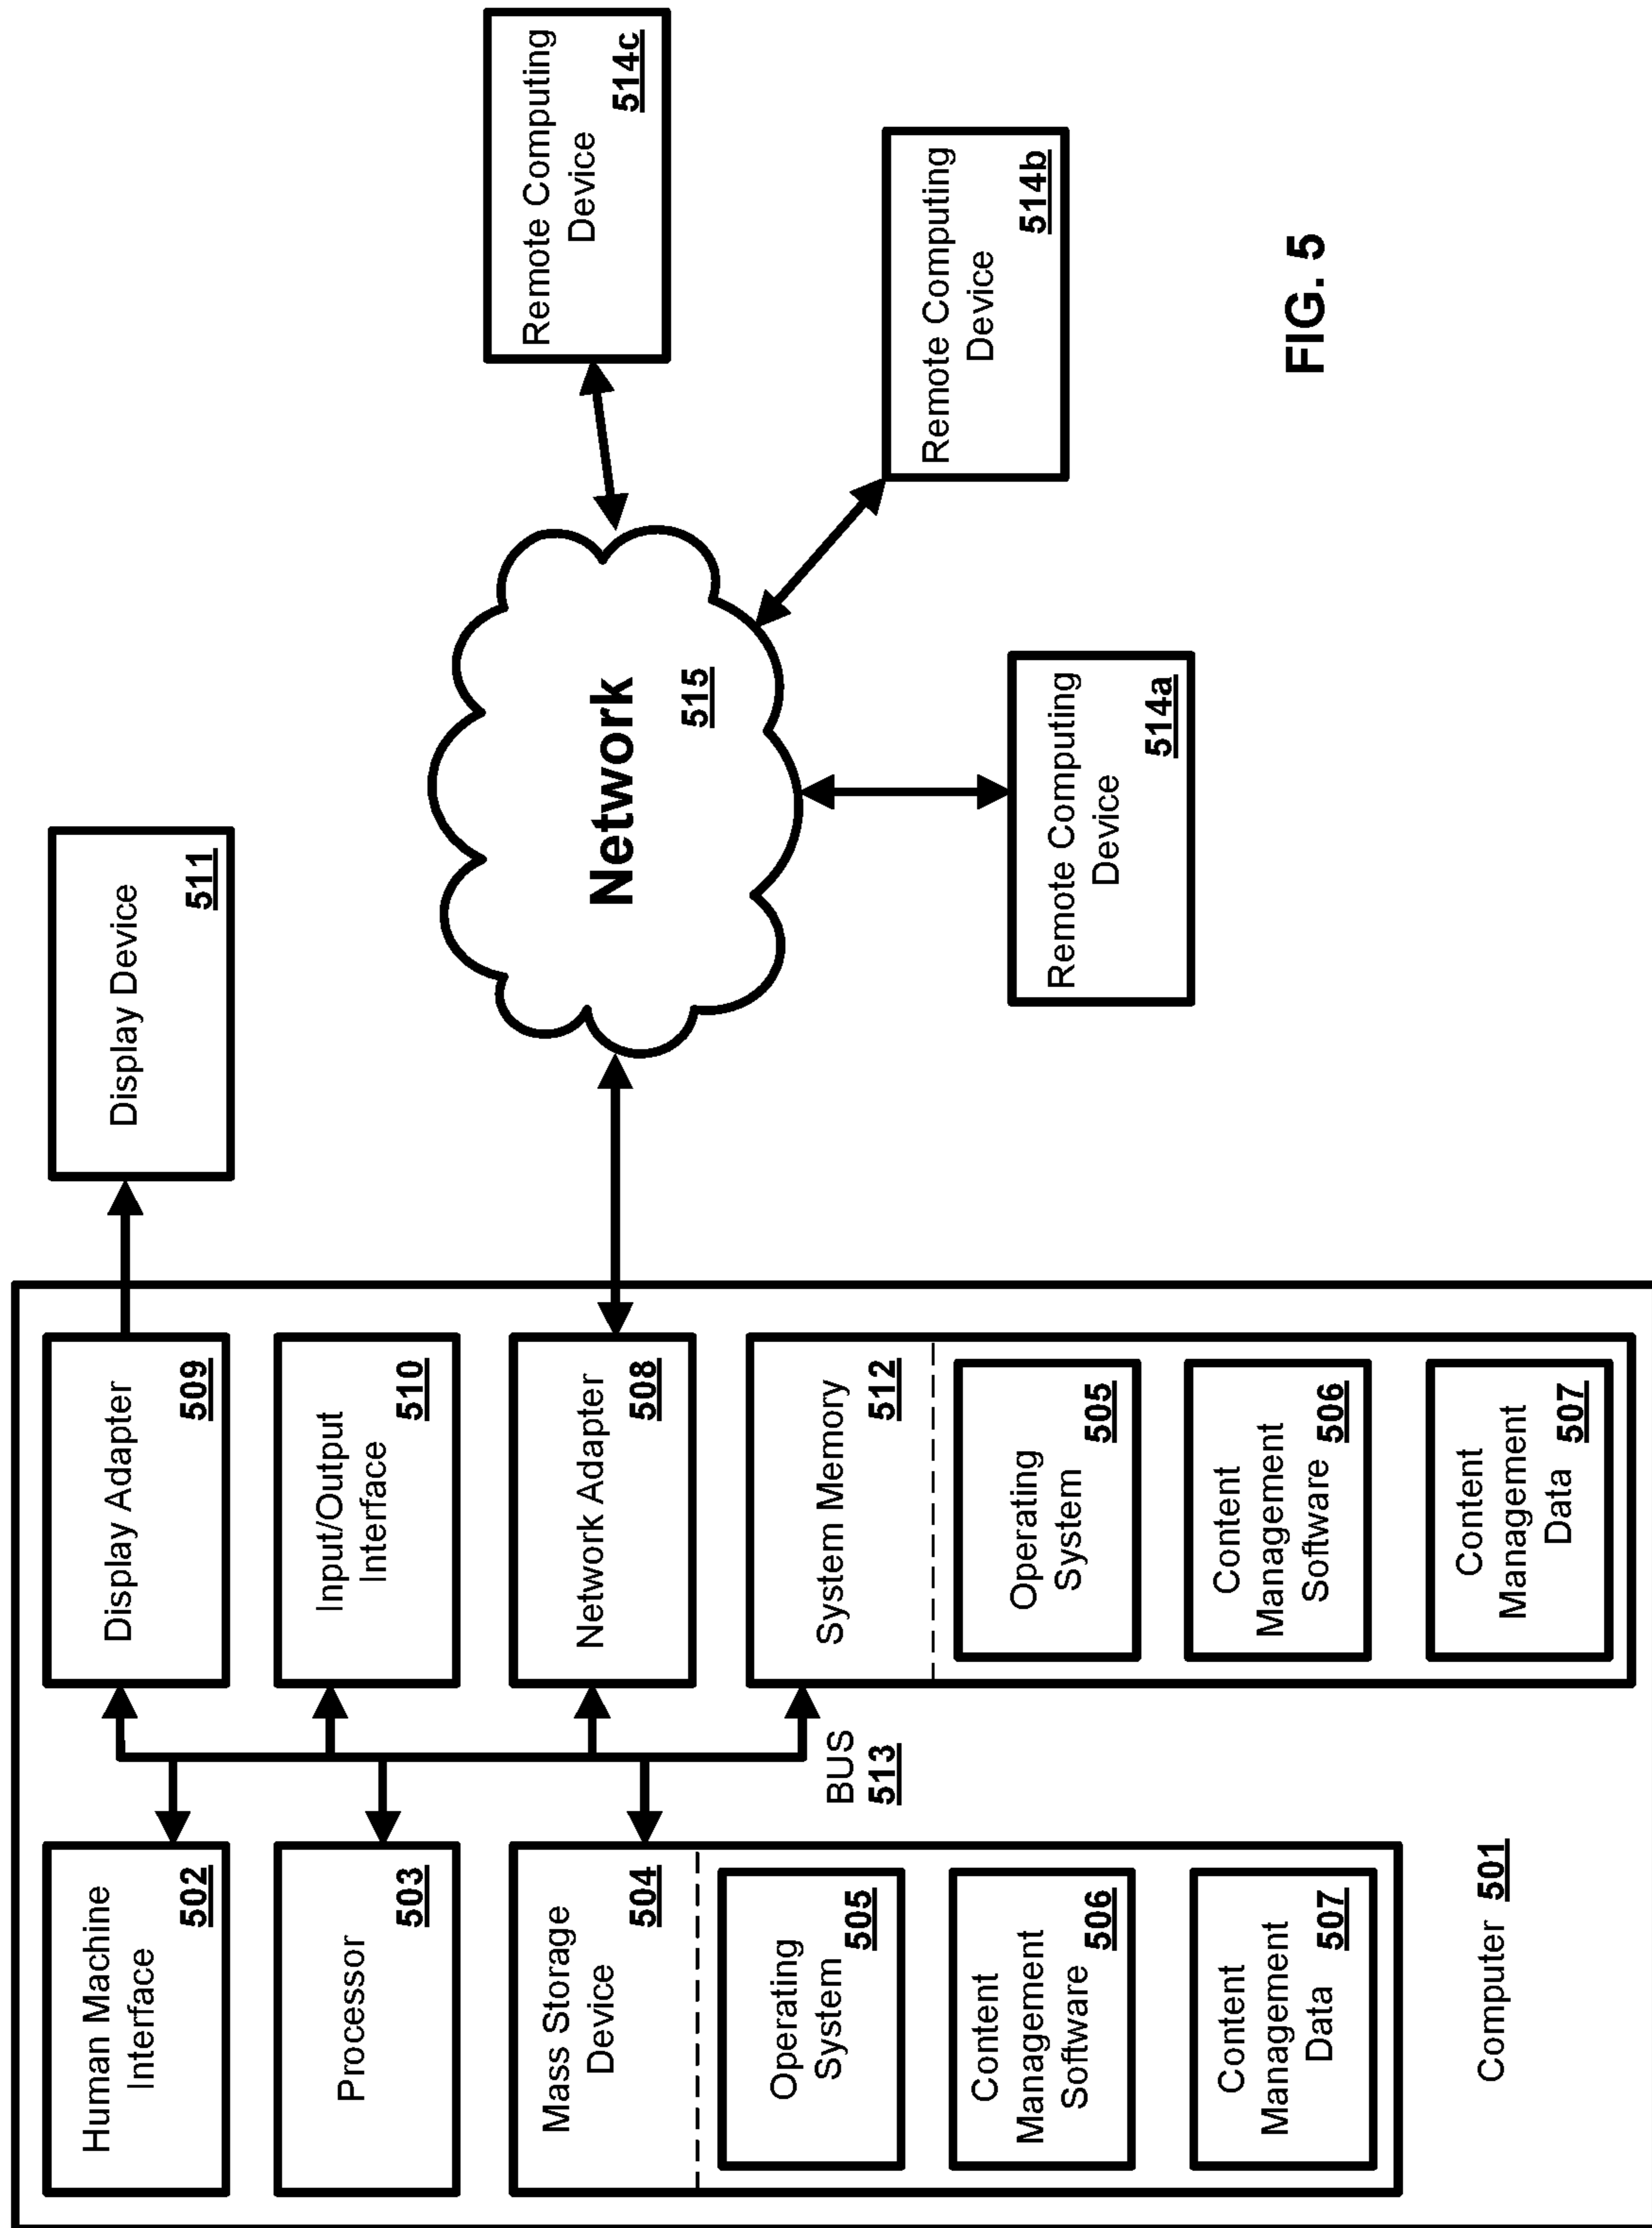 Human Machine
Interface
502
Processor
503
Mass Storage
Device
504
Operating
System
505
Content
Management
Software
506
Content
Management
Data
507
Computer 501
BUS
513
Display Adapter
509
Input/Output
Interface
510
Network Adapter
508
System Memory
512
Operating
System
505
Content
Management
Software
506
Content
Management
Data
507
Display Device
511
Network
515
Remote Computing
Device
514a
Remote Computing
Device
514b
Remote Computing
Device
514c
FIG. 5